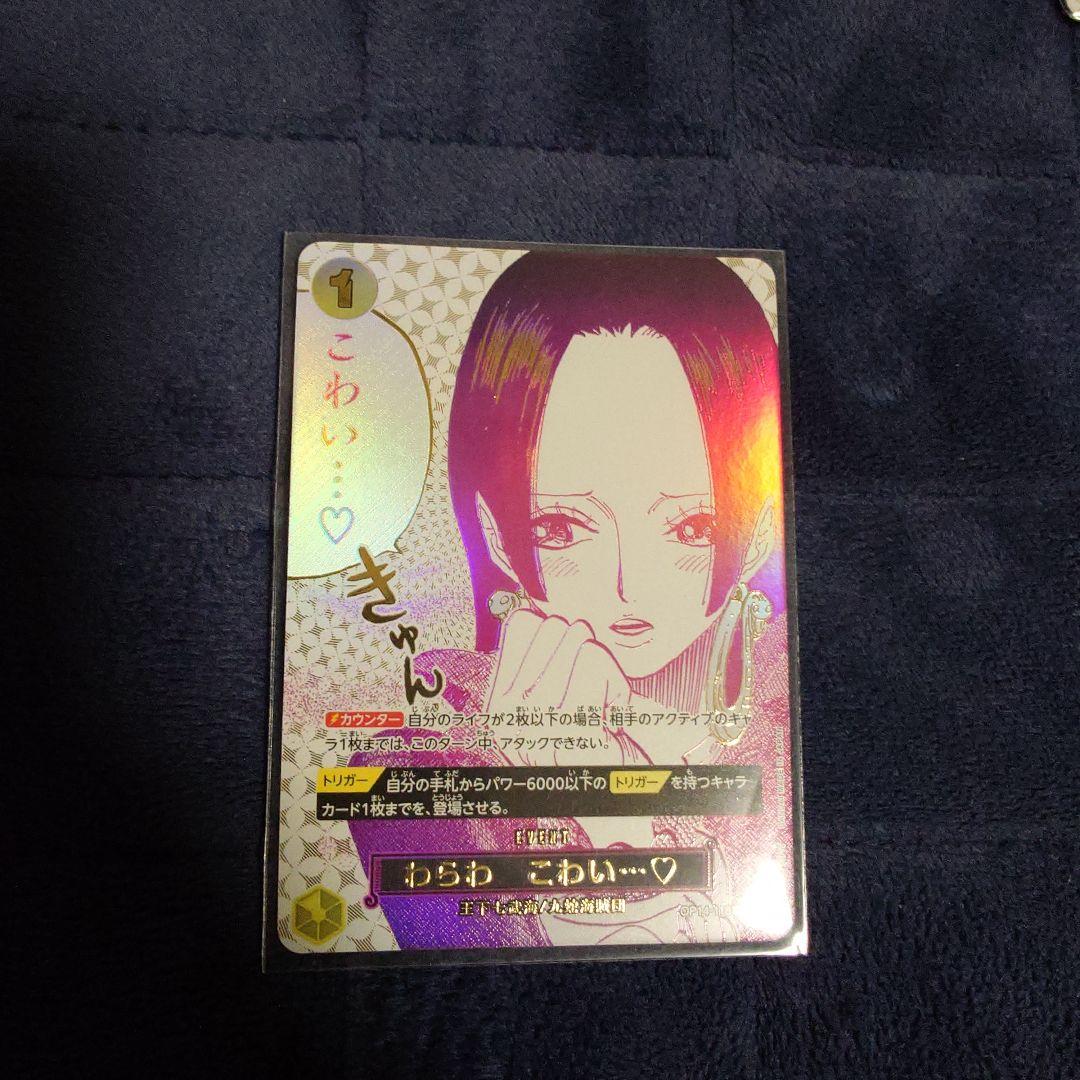 1
こわい…♡
きゅん
カウンター 自分のライフが2枚以下の場合、相手のアクティブのキャ
ラ1枚までは、このターン中、アタックできない。
トリガー 自分の手札からパワー6000以下の トリガー を持つキャラ
カード1枚までを、登場させる。
EVENT
わらわ こわい…♡
王下七武海/九蛇海賊団